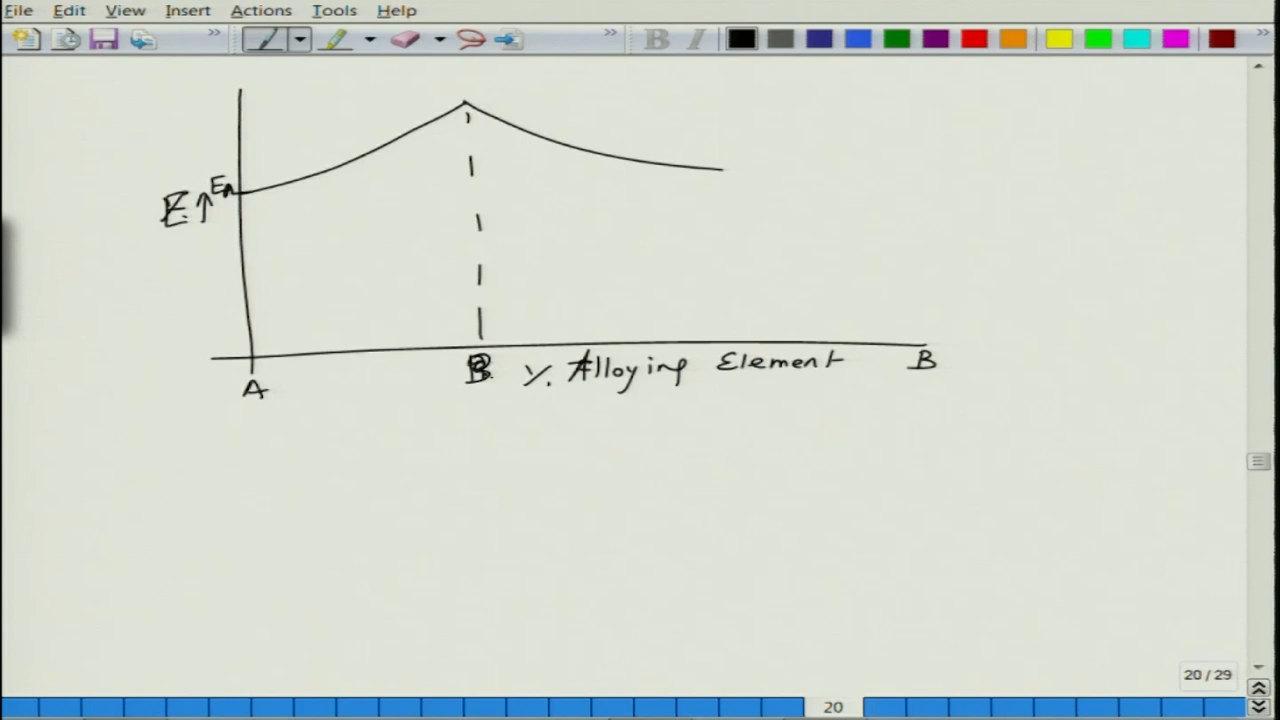 File Edit View Insert Actions Tools Help
B I
E ↑ EA
A % Alloying Element B
20 / 29
20